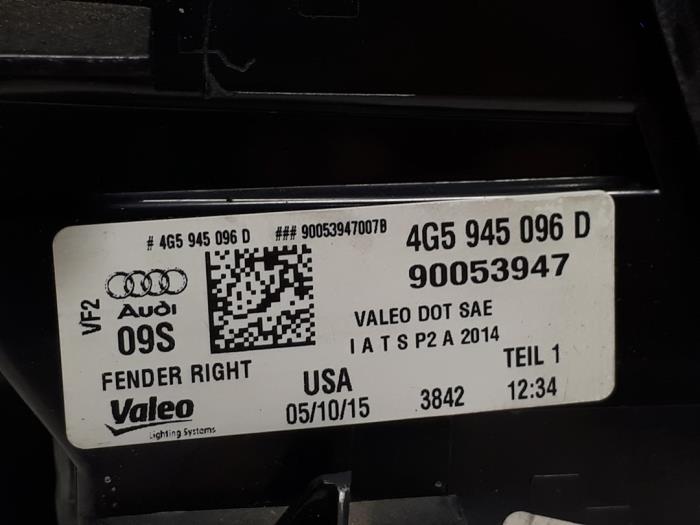 # 4G5 945 096 D ### 90053947007B
4G5 945 096 D
90053947
VF2
Audi
09S
VALEO DOT SAE
I A T S P2 A 2014
FENDER RIGHT
USA
TEIL 1
Valeo
Lighting Systems
05/10/15
3842
12:34